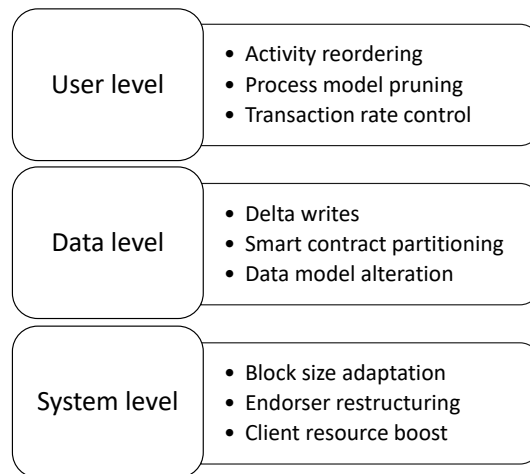 User level
• Activity reordering
• Process model pruning
• Transaction rate control
Data level
• Delta writes
• Smart contract partitioning
• Data model alteration
System level
• Block size adaptation
• Endorser restructuring
• Client resource boost